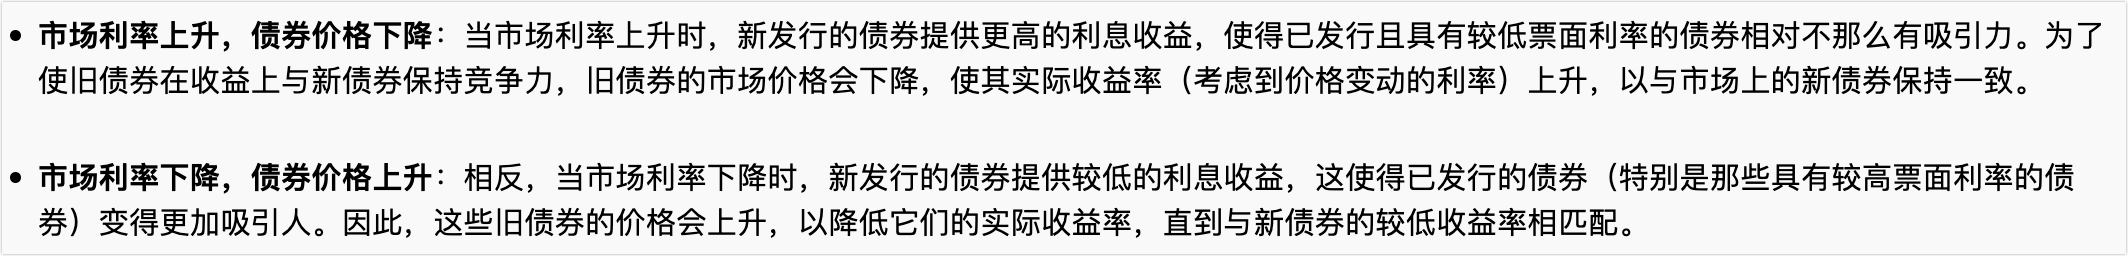 • 市场利率上升，债券价格下降：当市场利率上升时，新发行的债券提供更高的利息收益，使得已发行且具有较低票面利率的债券相对不那么有吸引力。为了
使旧债券在收益上与新债券保持竞争力，旧债券的市场价格会下降，使其实际收益率（考虑到价格变动的利率）上升，以与市场上的新债券保持一致。
• 市场利率下降，债券价格上升：相反，当市场利率下降时，新发行的债券提供较低的利息收益，这使得已发行的债券（特别是那些具有较高票面利率的债
券）变得更加吸引人。因此，这些旧债券的价格会上升，以降低它们的实际收益率，直到与新债券的较低收益率相匹配。